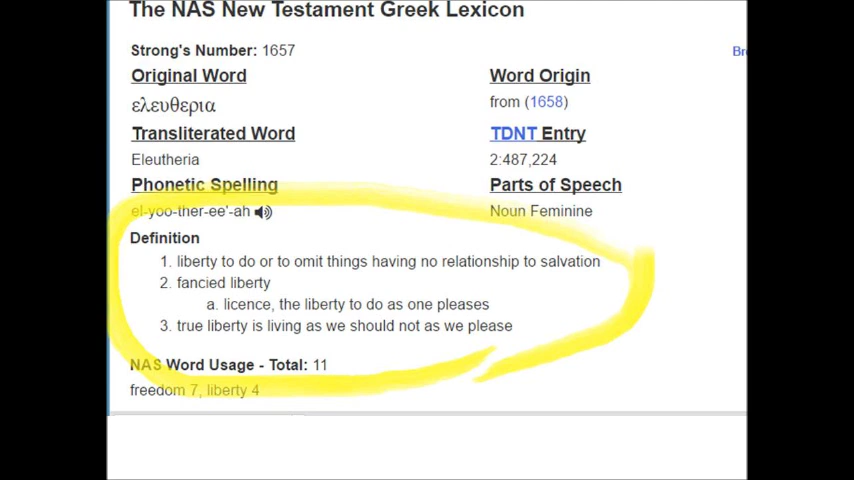 The NAS New Testament Greek Lexicon
Strong's Number: 1657
Original Word
ελευθερια
Transliterated Word
Eleutheria
Phonetic Spelling
el-yoo-ther-ee'-ah
Word Origin
from (1658)
TDNT Entry
2:487,224
Parts of Speech
Noun Feminine
Definition
1. liberty to do or to omit things having no relationship to salvation
2. fancied liberty
a. licence, the liberty to do as one pleases
3. true liberty is living as we should not as we please
NAS Word Usage - Total: 11
freedom 7, liberty 4